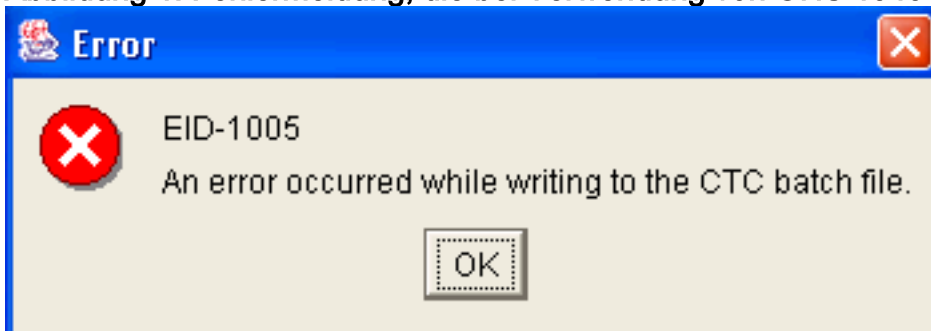 Error
EID-1005
An error occurred while writing to the CTC batch file.
OK